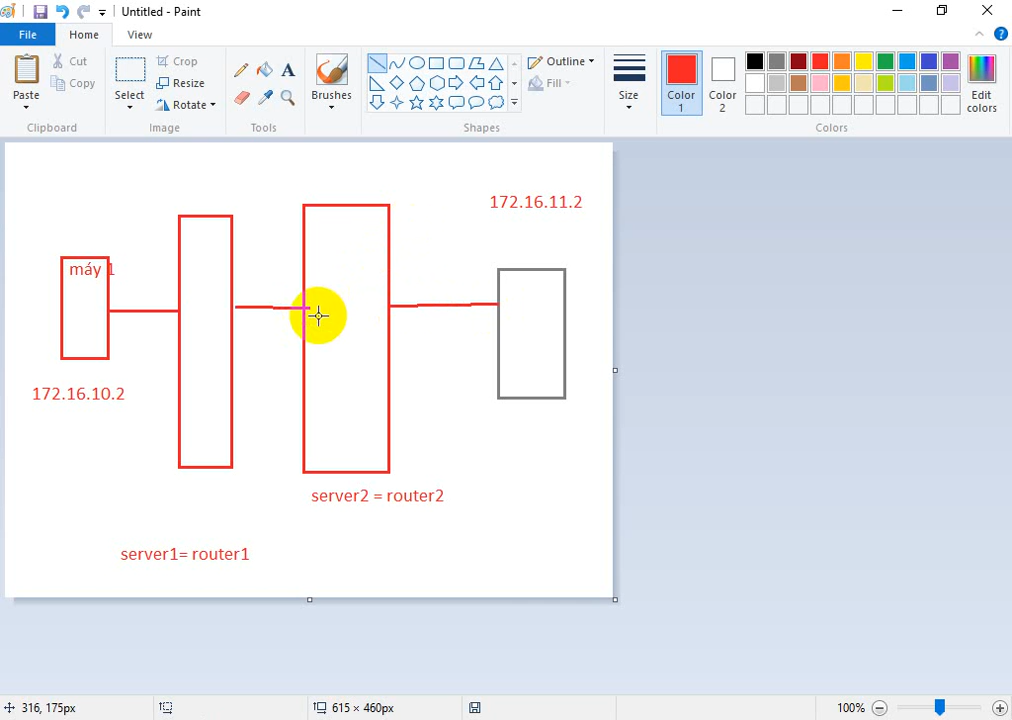 Untitled - Paint
File Home View
Paste
Cut
Copy
Clipboard
Select
Crop
Resize
Rotate
Image
A
Tools
Brushes
Outline
Fill
Shapes
Size
Color 1
Color 2
Edit colors
Colors
172.16.11.2
máy 1
172.16.10.2
server2 = router2
server1= router1
316, 175px
615 × 460px
100%